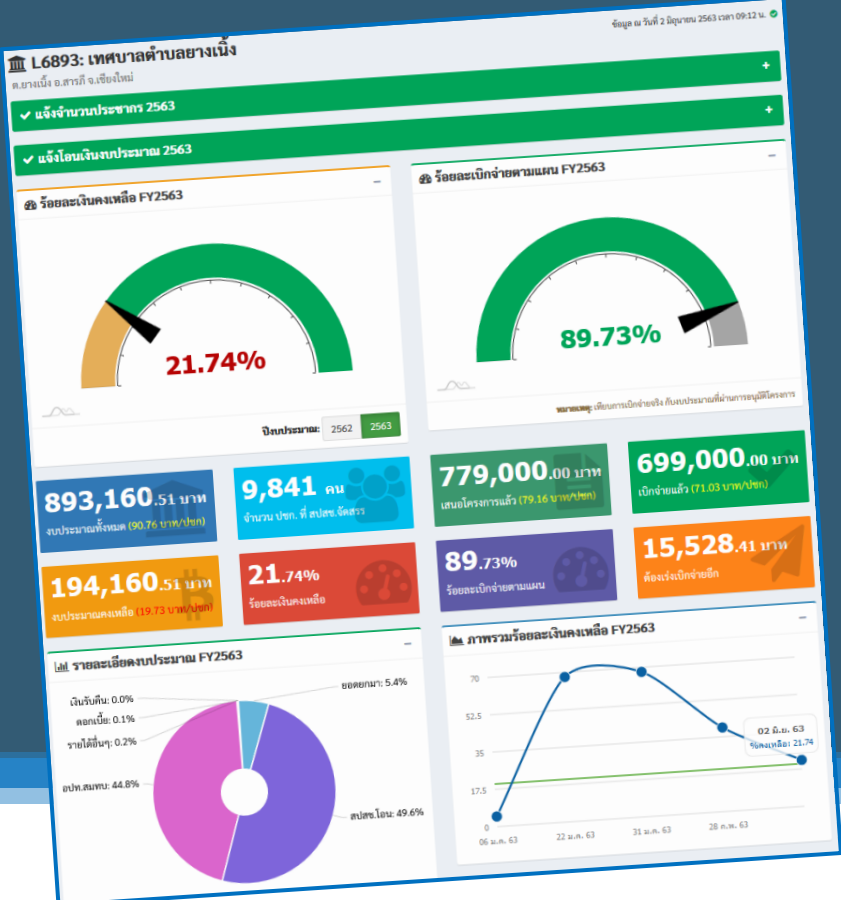 ข้อมูล ณ วันที่ 2 มิถุนายน 2563 เวลา 09:12 น.
L6893: เทศบาลตำบลยางเนิ้ง
ต.ยางเนิ้ง อ.สารภี จ.เชียงใหม่
แจ้งจำนวนประชากร 2563
แจ้งโอนเงินงบประมาณ 2563
ร้อยละเงินคงเหลือ FY2563
21.74%
ปีงบประมาณ: 2562 2563
ร้อยละเบิกจ่ายตามแผน FY2563
89.73%
หมายเหตุ: เทียบการเบิกจ่ายจริง กับงบประมาณที่ผ่านการอนุมัติโครงการ
893,160.51 บาท
งบประมาณทั้งหมด (90.76 บาท/ปชก)
9,841 คน
จำนวน ปชก. ที่ สปสช.จัดสรร
779,000.00 บาท
เสนอโครงการแล้ว (79.16 บาท/ปชก)
699,000.00 บาท
เบิกจ่ายแล้ว (71.03 บาท/ปชก)
194,160.51 บาท
งบประมาณคงเหลือ (19.73 บาท/ปชก)
21.74%
ร้อยละเงินคงเหลือ
89.73%
ร้อยละเบิกจ่ายตามแผน
15,528.41 บาท
ต้องเร่งเบิกจ่ายอีก
รายละเอียดงบประมาณ FY2563
ยอดยกมา: 5.4%
เงินรับคืน: 0.0%
ดอกเบี้ย: 0.1%
รายได้อื่นๆ: 0.2%
อปท.สมทบ: 44.8%
สปสช.โอน: 49.6%
ภาพรวมร้อยละเงินคงเหลือ FY2563
70
52.5
35
17.5
0
02 มิ.ย. 63
%คงเหลือ: 21.74
06 ม.ค. 63
22 ม.ค. 63
31 ม.ค. 63
28 ก.พ. 63